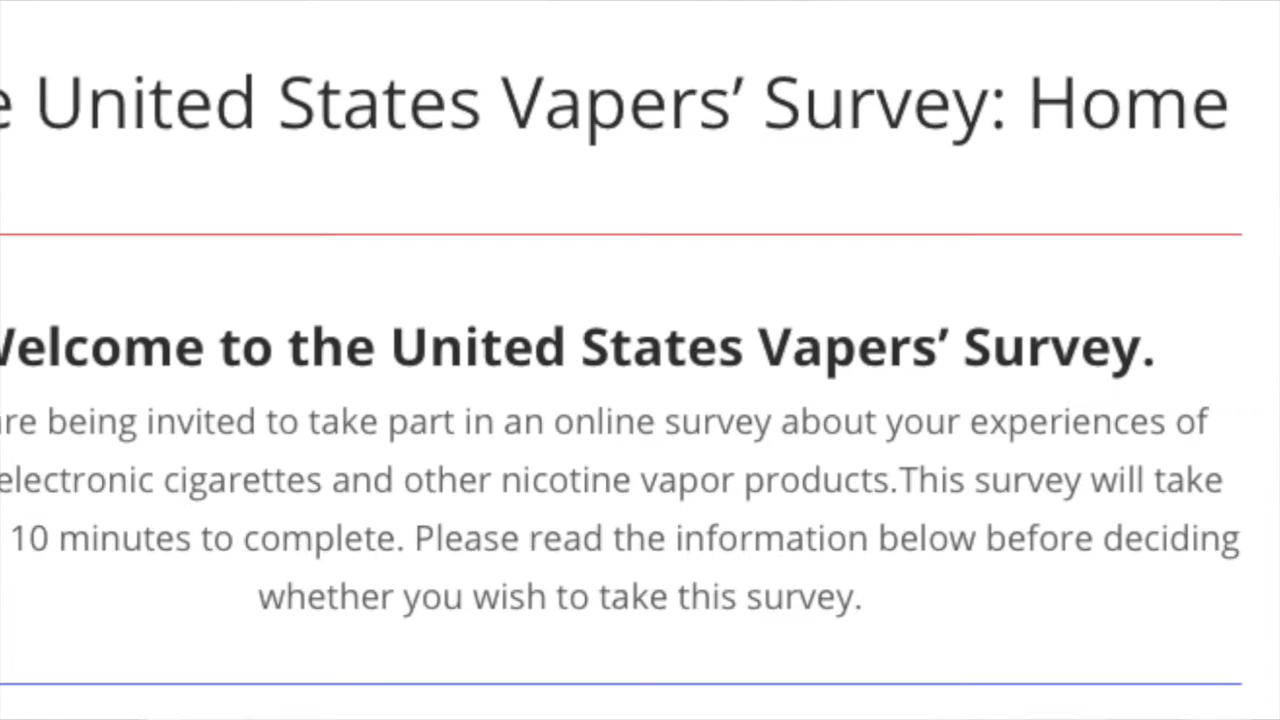 United States Vapers’ Survey: Home
Welcome to the United States Vapers’ Survey.
are being invited to take part in an online survey about your experiences of
electronic cigarettes and other nicotine vapor products.This survey will take
10 minutes to complete. Please read the information below before deciding
whether you wish to take this survey.